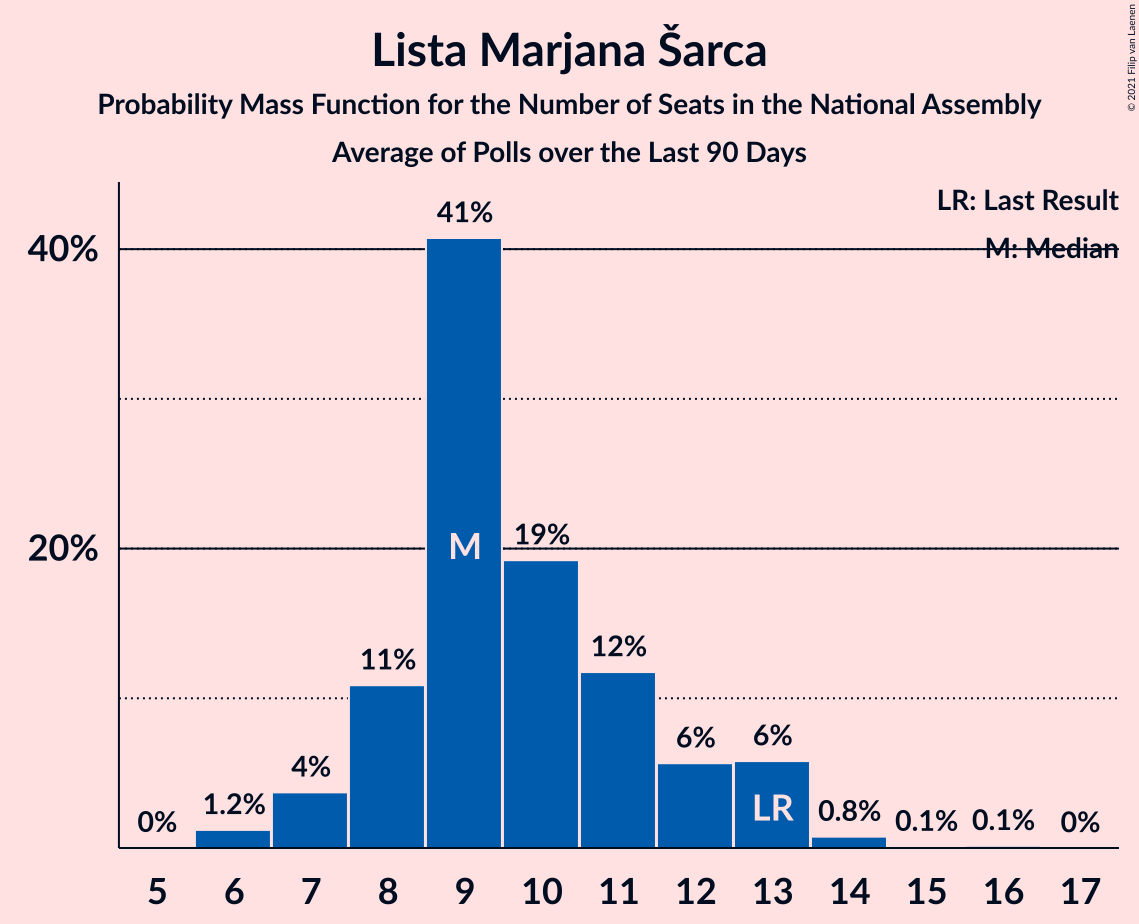 Lista Marjana Šarca
Probability Mass Function for the Number of Seats in the National Assembly
Average of Polls over the Last 90 Days
© 2021 Filip van Laenen
LR: Last Result
M: Median
40%
20%
0%
1.2%
4%
11%
41%
19%
12%
6%
6%
0.8%
0.1%
0.1%
0%
M
LR
5 6 7 8 9 10 11 12 13 14 15 16 17